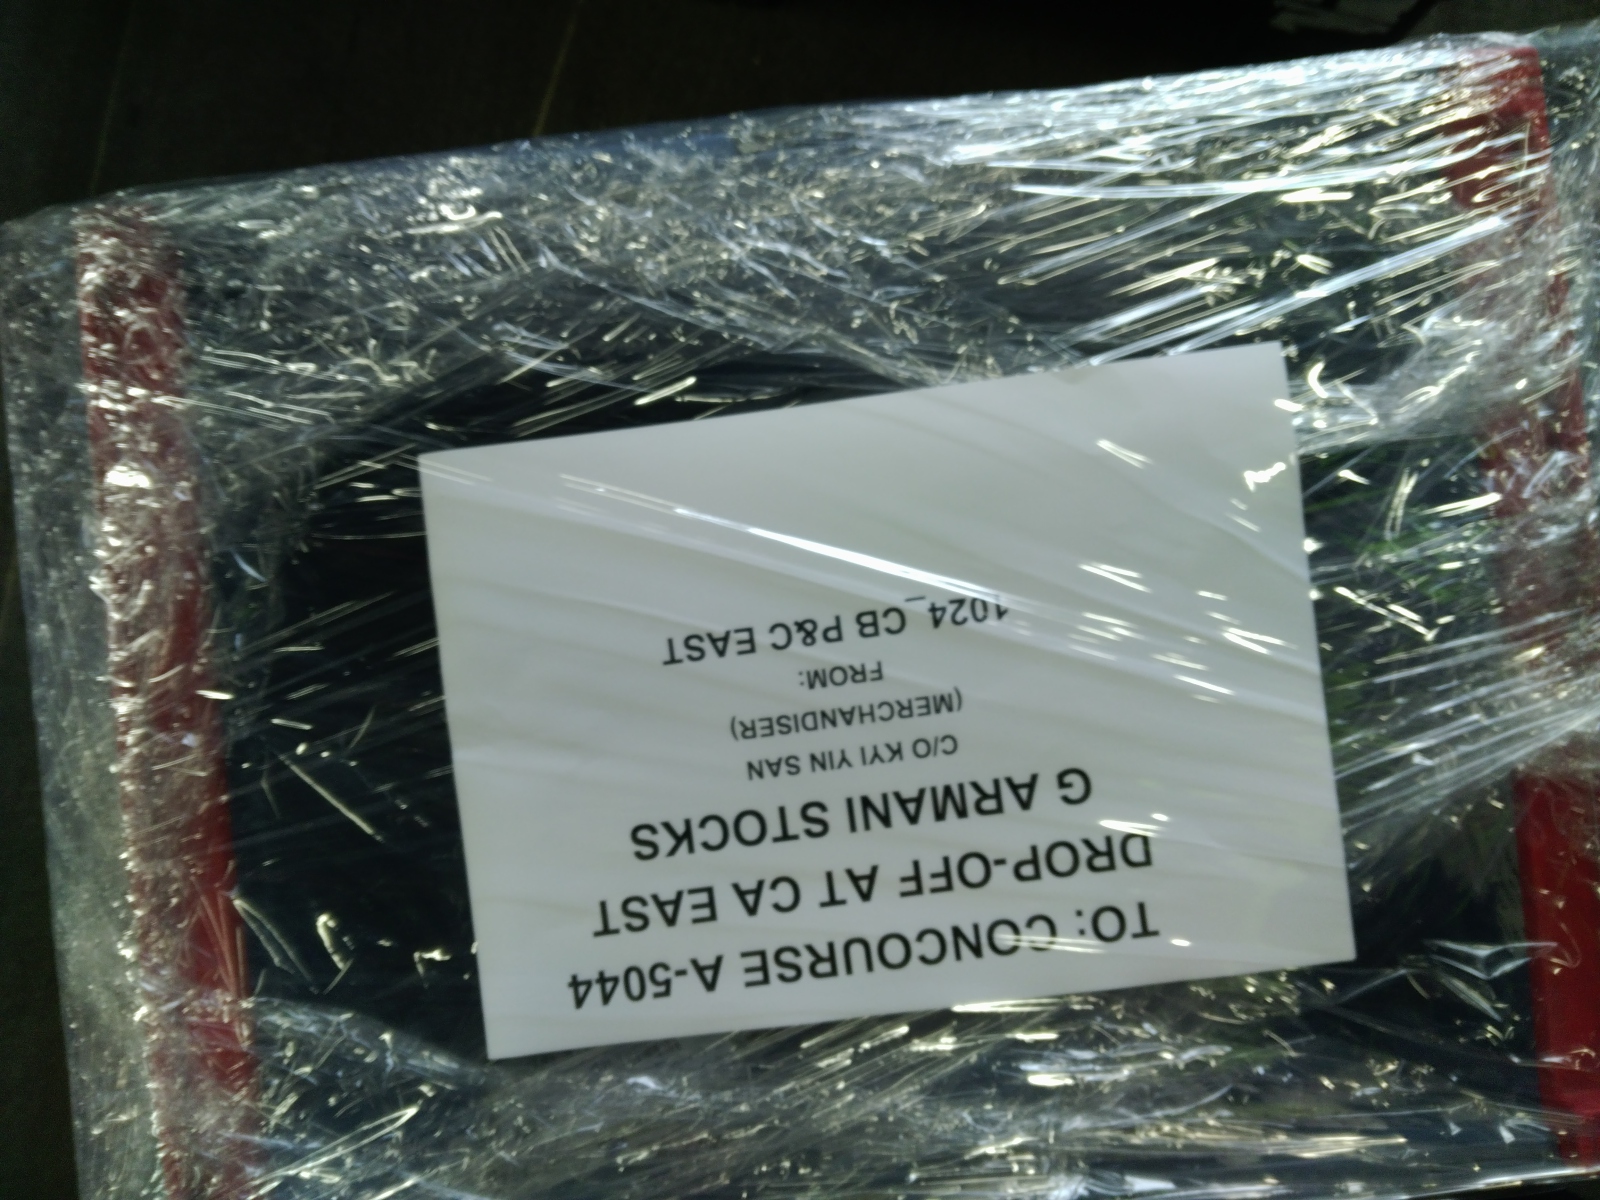 TO: CONCOURSE A-5044
DROP-OFF AT CA EAST
G ARMANI STOCKS
C/O KYI YIN SAN
(MERCHANDISER)
FROM:
1024_CB P&C EAST